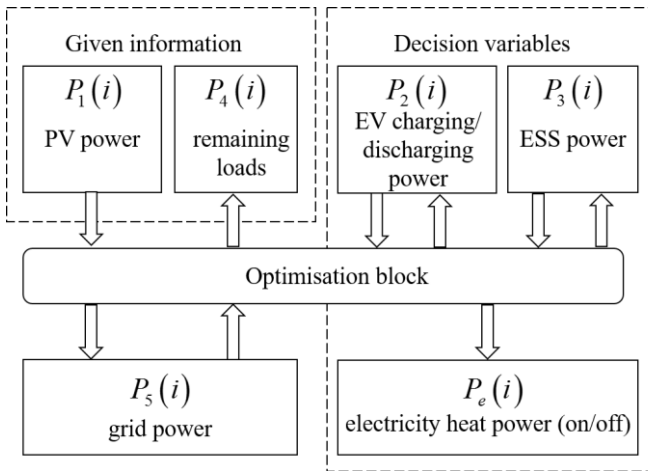 Given information
P₁(i)
PV power
P₄(i)
remaining
loads
Decision variables
P₂(i)
EV charging/
discharging
power
P₃(i)
ESS power
Optimisation block
P₅(i)
grid power
Pₑ(i)
electricity heat power (on/off)